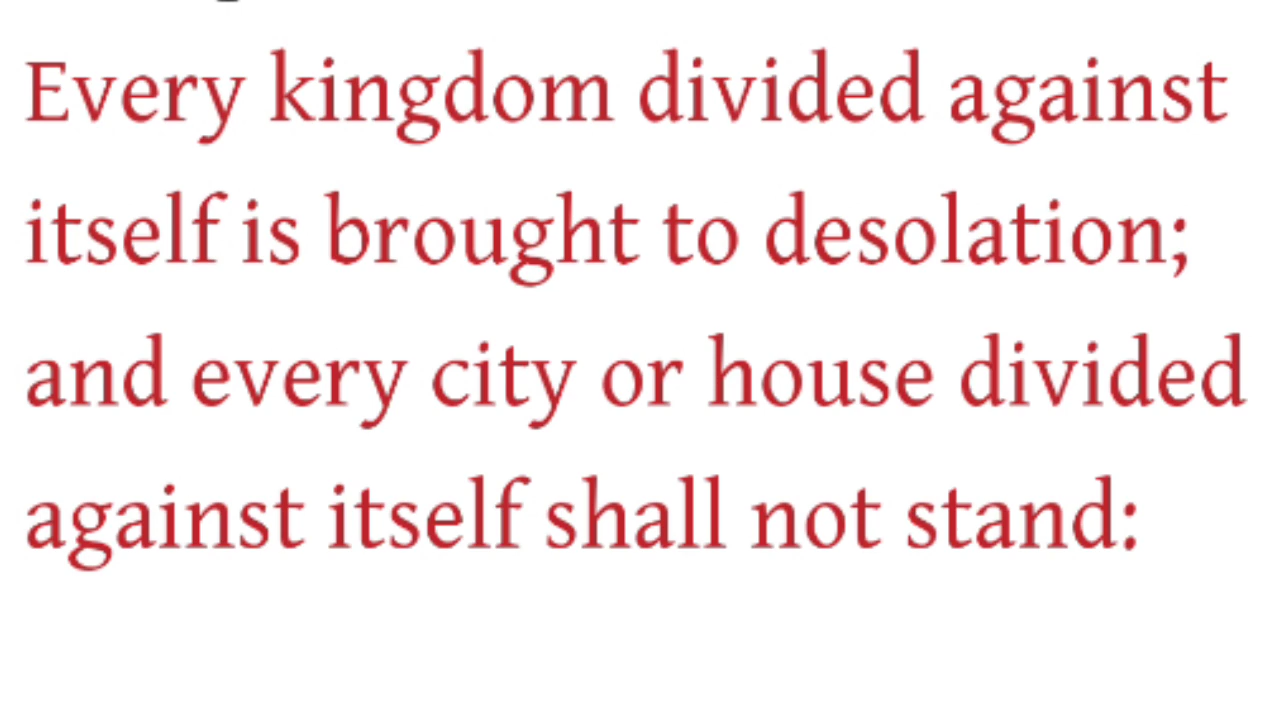 Every kingdom divided against
itself is brought to desolation;
and every city or house divided
against itself shall not stand: